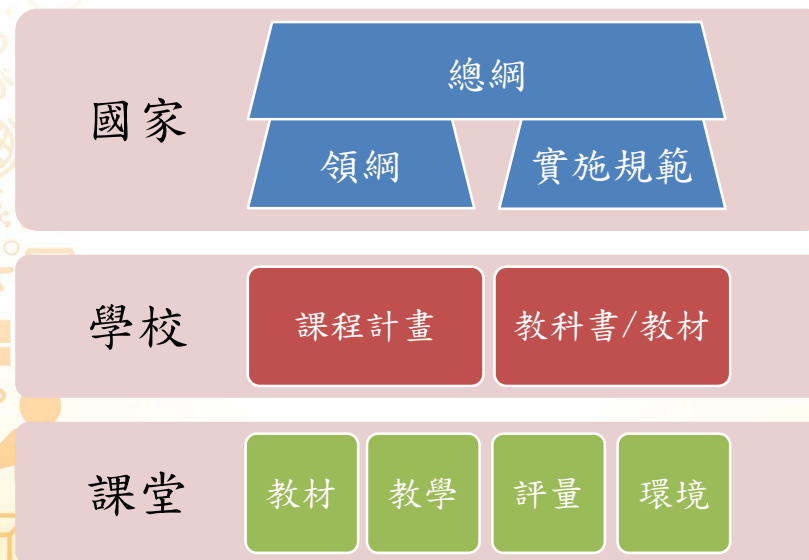 國家
總綱
領綱
實施規範
學校
課程計畫
教科書/教材
課堂
教材
教學
評量
環境